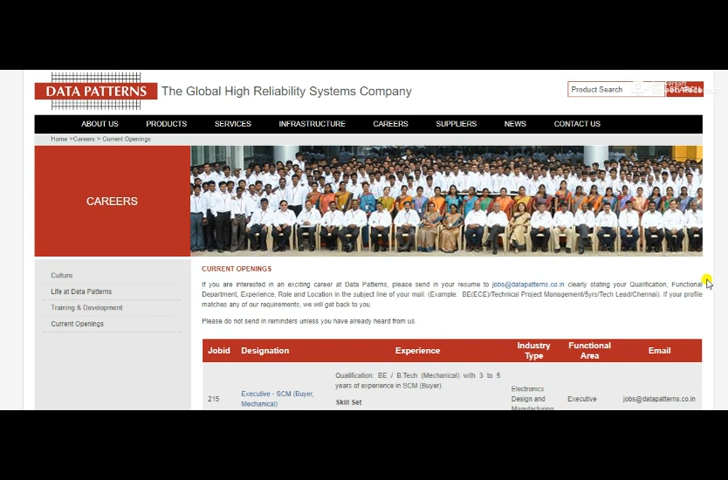 DATA PATTERNS
The Global High Reliability Systems Company
Product Search
ABOUT US PRODUCTS SERVICES INFRASTRUCTURE CAREERS SUPPLIERS NEWS CONTACT US
Home >Careers > Current Openings
CAREERS
Culture
Life at Data Patterns
Training & Development
Current Openings
CURRENT OPENINGS
If you are interested in an exciting career at Data Patterns, please send in your resume to jobs@datapatterns.co.in clearly stating your Qualification, Functional
Department, Experience, Role and Location in the subject line of your mail. (Example: BE(ECE)/Technical Project Management/5yrs/Tech Lead/Chennai). If your profile
matches any of our requirements, we will get back to you
Please do not send in reminders unless you have already heard from us.
Jobid Designation Experience Industry Type Functional Area Email
215
Executive - SCM (Buyer,
Mechanical)
Qualification: BE / B.Tech (Mechanical) with 3 to 5
years of experience in SCM (Buyer)
Skill Set
Electronics
Design and
Manufacturing
Executive
jobs@datapatterns.co.in